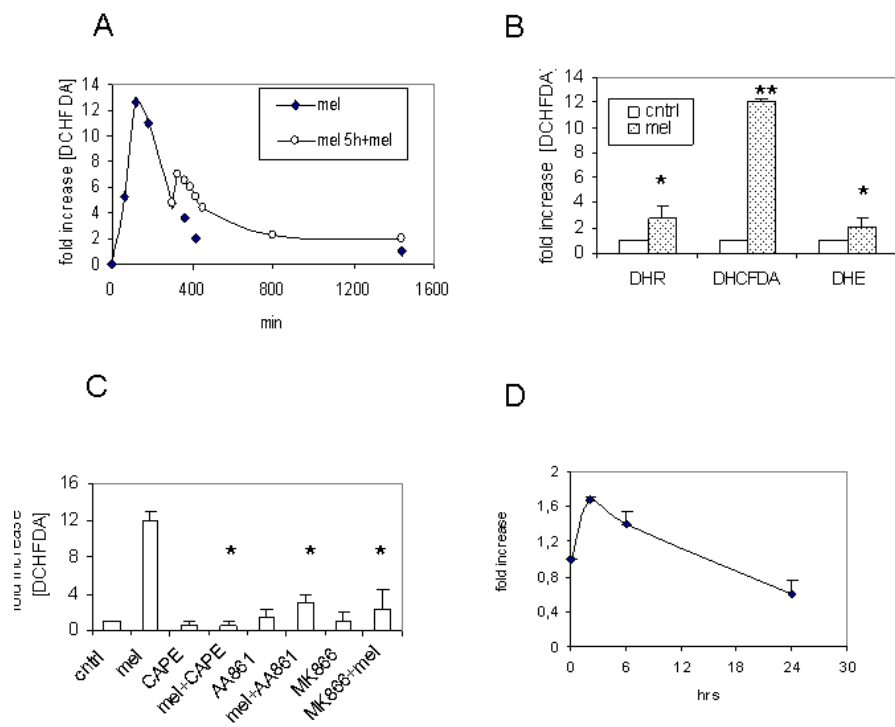 A
fold increase [DCHFDA]
14
12
10
8
6
4
2
0
mel
mel 5h+mel
0 400 800 1200 1600
min
B
fold increase [DCHFDA]
14
12
10
8
6
4
2
0
cntrl
mel
*
**
*
DHR DHCFDA DHE
C
fold increase
[DCHFDA]
16
12
8
4
0
* * *
cntrl
mel
CAPE
mel+CAPE
AA861
mel+AA861
MK866
MK866+mel
D
fold increase
2
1,6
1,2
0,8
0,4
0
0 6 12 18 24 30
hrs